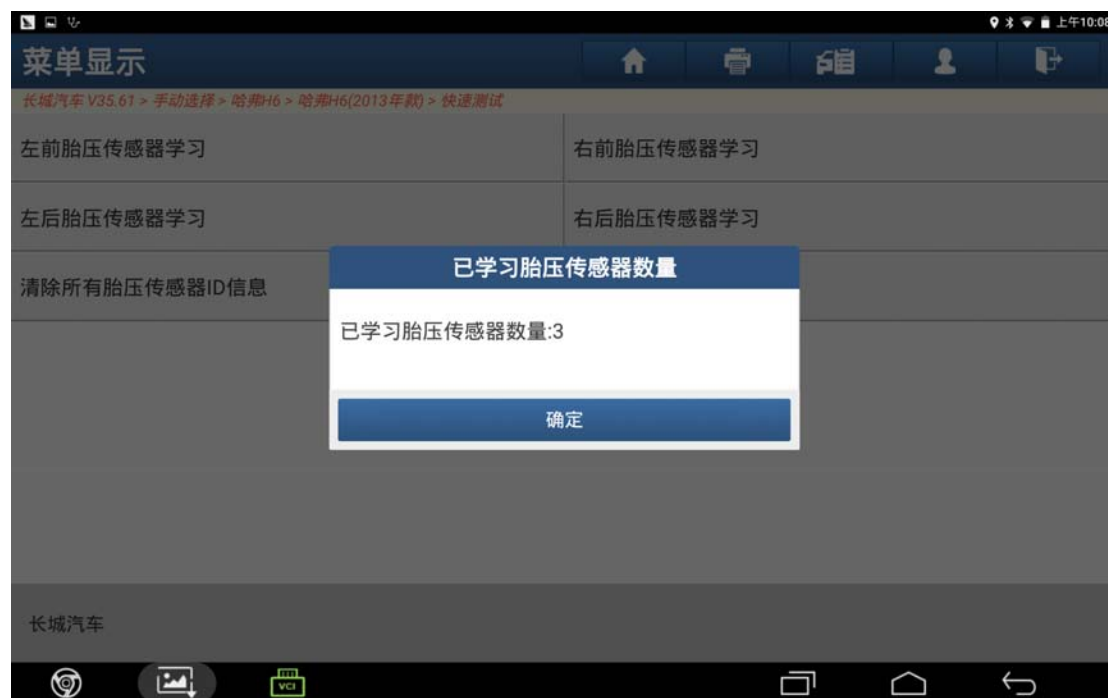 上午10:08
菜单显示
长城汽车 V35.61 > 手动选择 > 哈弗H6 > 哈弗H6(2013年款) > 快速测试
左前胎压传感器学习
右前胎压传感器学习
左后胎压传感器学习
右后胎压传感器学习
清除所有胎压传感器ID信息
已学习胎压传感器数量
已学习胎压传感器数量:3
确定
长城汽车
VCI